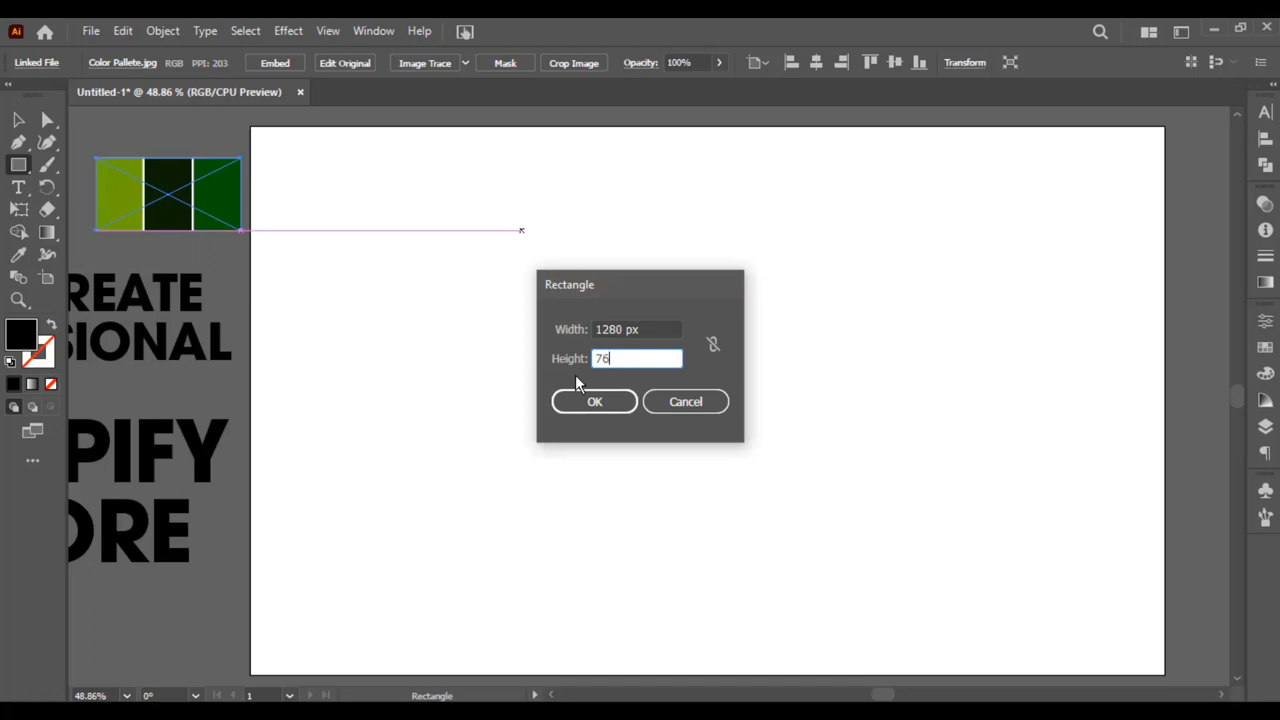 Ai File Edit Object Type Select Effect View Window Help
Linked File Color Pallete.jpg RGB PPI: 203 Embed Edit Original Image Trace Mask Crop Image Opacity: 100% Transform
Untitled-1* @ 48.86 % (RGB/CPU Preview)
REATE
SIONAL
PIFY
ORE
Rectangle
Width: 1280 px
Height: 76
OK Cancel
48.86% 0° 1 Rectangle